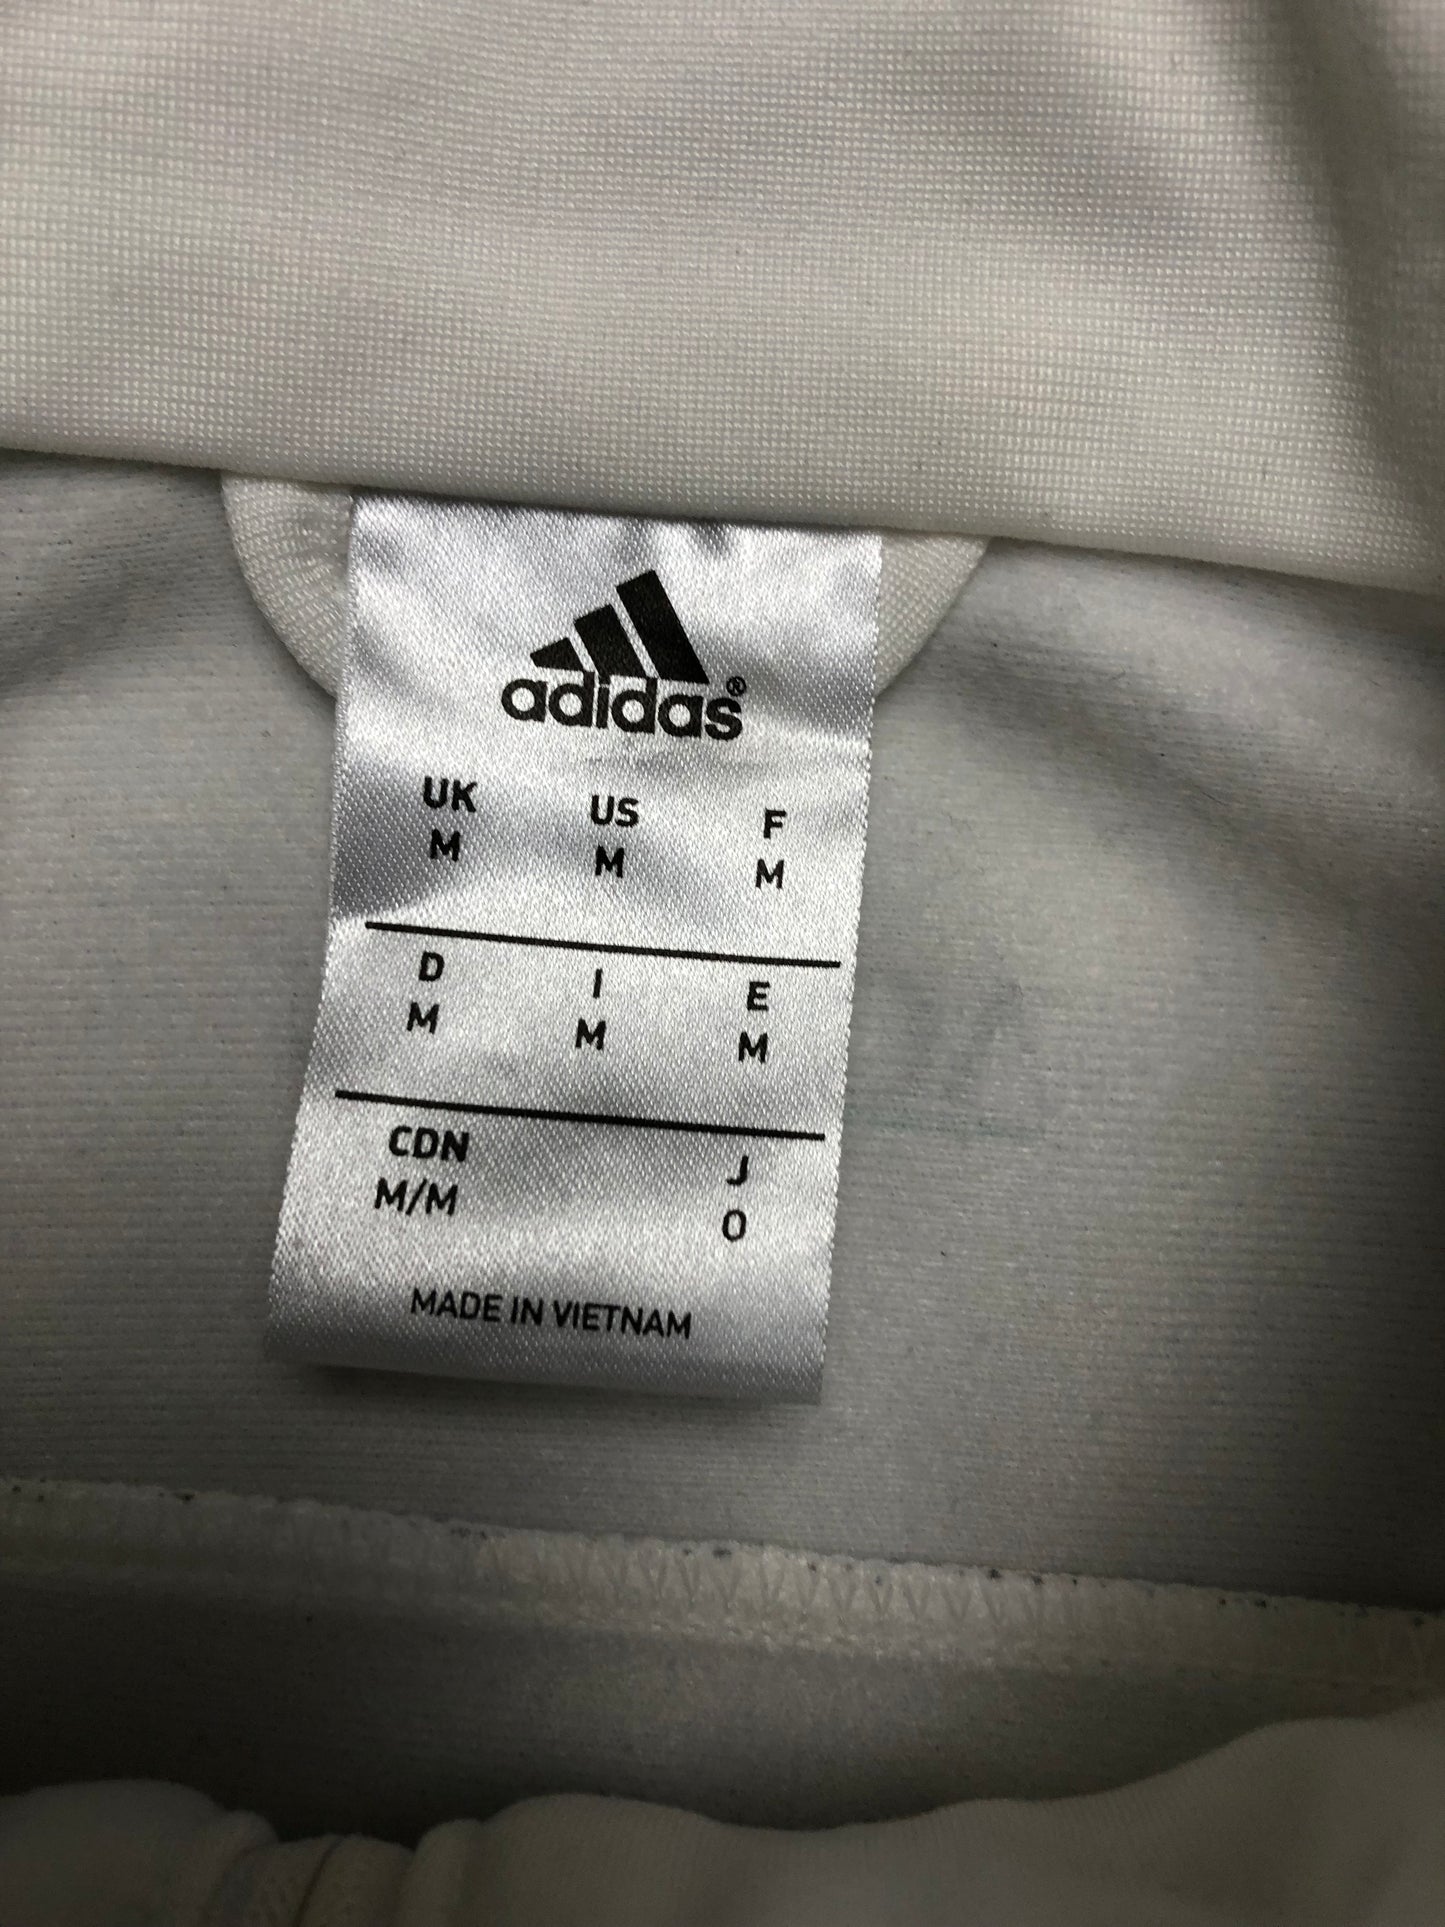 adidas®
UK US F
M M M
D I E
M M M
CDN J
M/M O
MADE IN VIETNAM